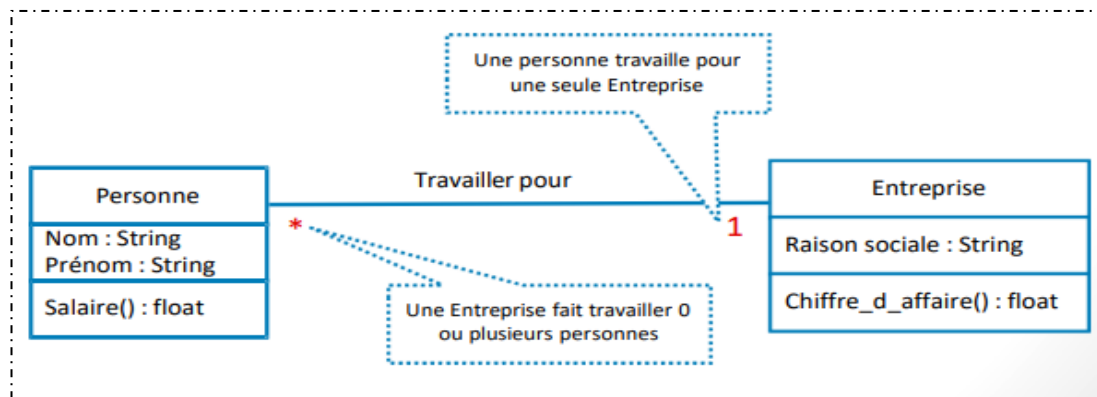 Une personne travaille pour
une seule Entreprise
Travailler pour
Personne
Nom : String
Prénom : String
Salaire() : float
*
1
Entreprise
Raison sociale : String
Chiffre_d_affaire() : float
Une Entreprise fait travailler 0
ou plusieurs personnes